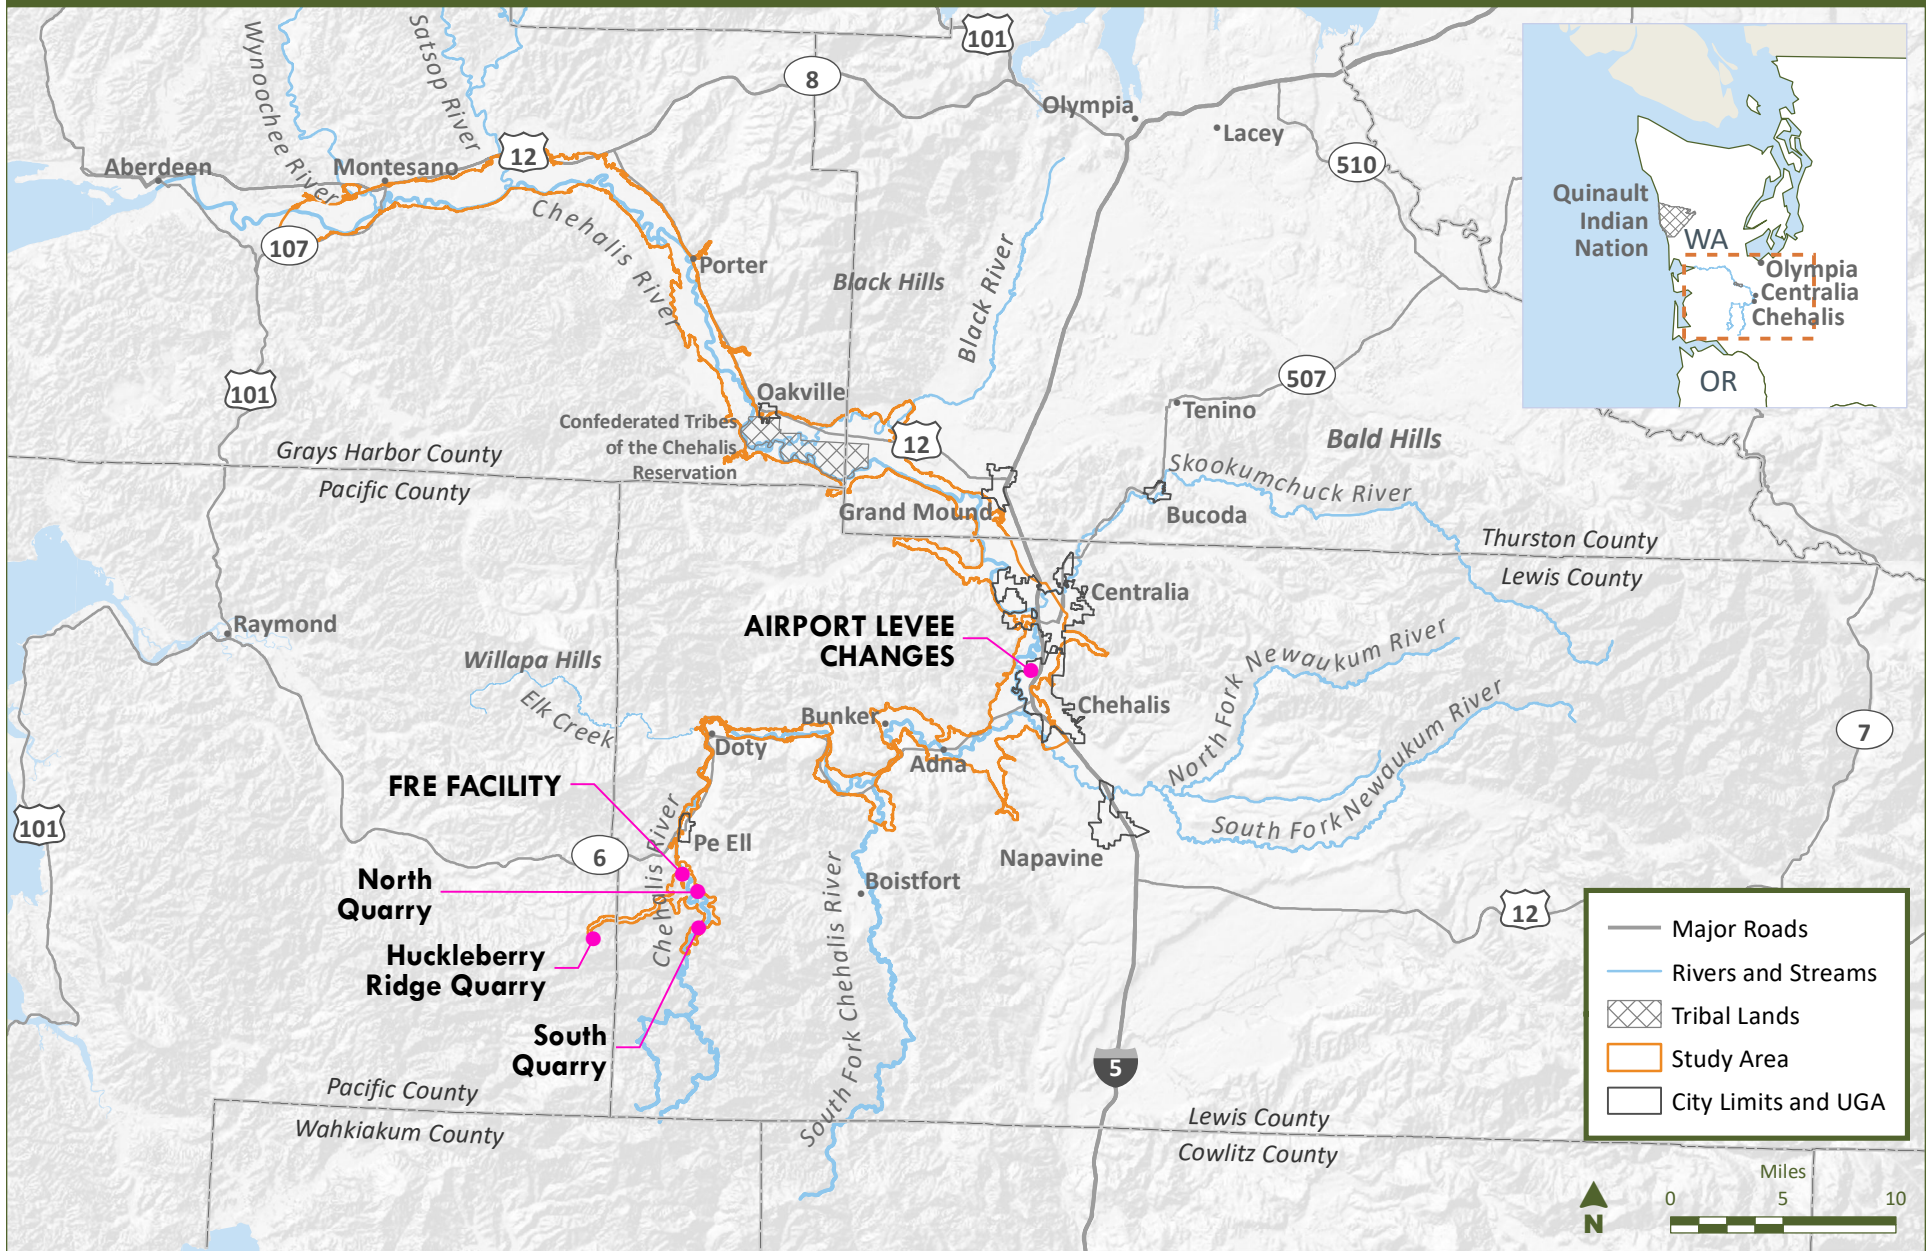 101
8
Olympia
Lacey
Wynoochee River
Satsop River
12
510
Aberdeen
Montesano
107
Chehalis River
Porter
Black Hills
Black River
Quinault
Indian
Nation
WA
Olympia
Centralia
Chehalis
OR
101
507
Oakville
Tenino
Confederated Tribes
of the Chehalis
Reservation
12
Bald Hills
Grays Harbor County
Pacific County
Skookumchuck River
Grand Mound
Bucoda
Thurston County
Lewis County
Centralia
Raymond
AIRPORT LEVEE
CHANGES
Willapa Hills
Elk Creek
North Fork Newaukum River
Bunker
Chehalis
Doty
Adna
South Fork Newaukum River
7
FRE FACILITY
101
6
Chehalis River
Pe Ell
Napavine
North
Quarry
Boistfort
12
Chehalis River
Huckleberry
Ridge Quarry
South Fork Chehalis River
South
Quarry
5
Pacific County
Wahkiakum County
Lewis County
Cowlitz County
Major Roads
Rivers and Streams
Tribal Lands
Study Area
City Limits and UGA
Miles
0 5 10
N